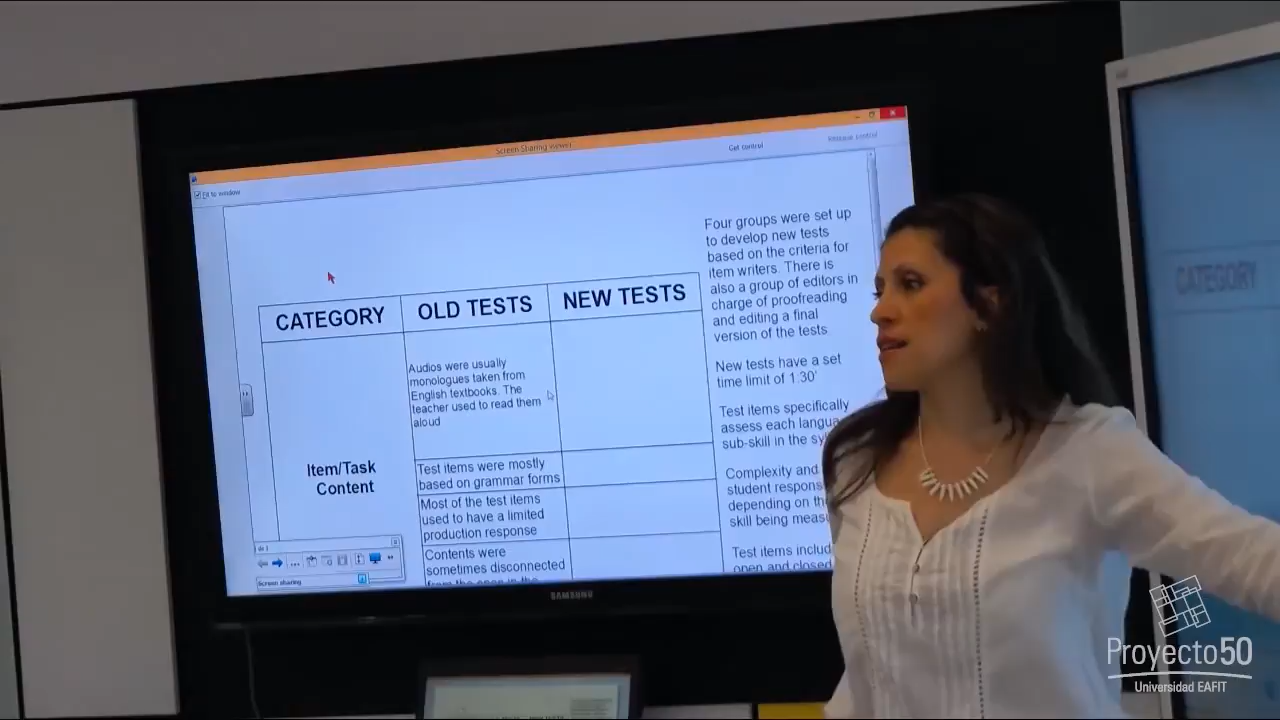 Screen Sharing Viewer
Get control
Fit to window
CATEGORY
OLD TESTS
NEW TESTS
Item/Task
Content
Audios were usually
monologues taken from
English textbooks. The
teacher used to read them
aloud
Test items were mostly
based on grammar forms
Most of the test items
used to have a limited
production response
Contents were
sometimes disconnected
Four groups were set up
to develop new tests
based on the criteria for
item writers. There is
also a group of editors in
charge of proofreading
and editing a final
version of the tests
New tests have a set
time limit of 1:30'
Test items specifically
assess each langua
sub-skill in the sy
Complexity and
student respons
depending on th
skill being measu
Test items includ
open and closed
Screen sharing
SAMSUNG
CATEGORY
Proyecto50
Universidad EAFIT